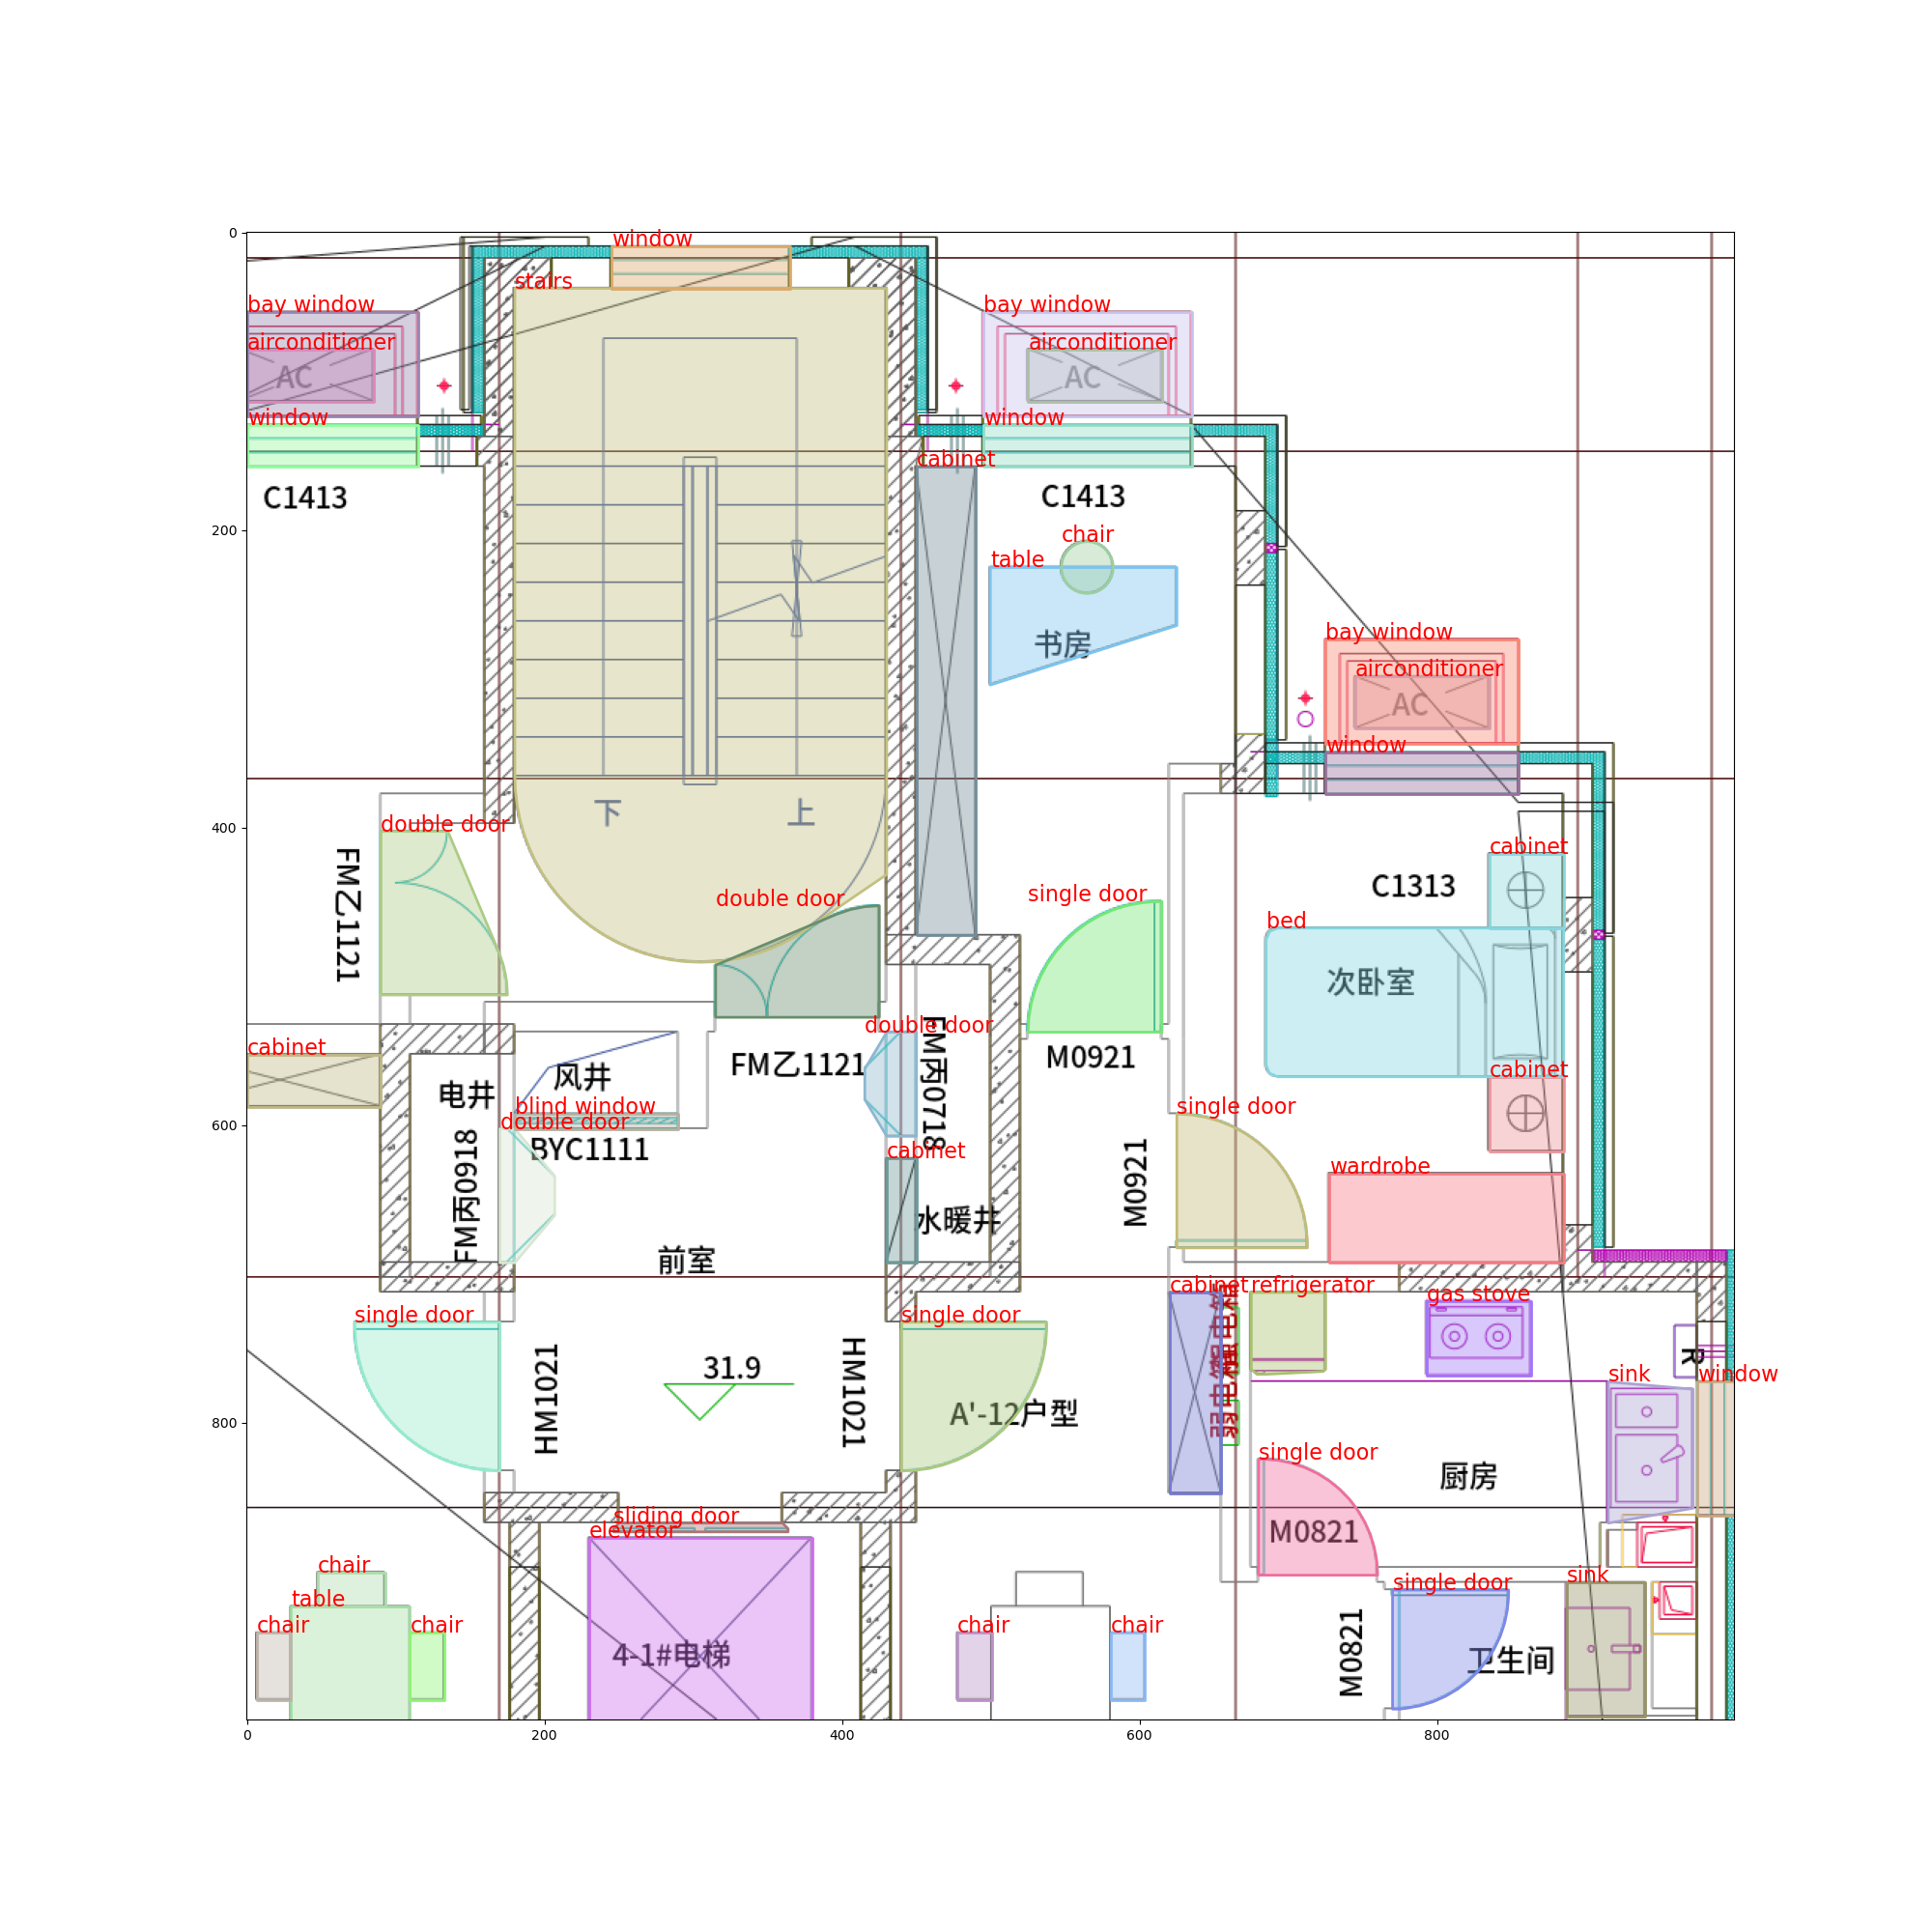 0
window
stairs
bay window
bay window
airconditioner
airconditioner
AC
AC
window
window
cabinet
C1413
C1413
200
chair
table
书房
bay window
airconditioner
AC
window
下
上
400
double door
cabinet
FM乙1121
C1313
double door
single door
bed
次卧室
double door
cabinet
FM乙1121
FM丙0718
M0921
cabinet
电井
风井
blind window
single door
600
double door
BYC1111
FM丙0918
cabinet
M0921
wardrobe
水暖井
前室
cabinet
refrigerator
gas stove
single door
single door
HM1021
31.9
HM1021
R
sink
window
800
A'-12户型
single door
厨房
sliding door
elevator
M0821
chair
table
sink
single door
chair
chair
chair
chair
4-1#电梯
M0821
卫生间
0
200
400
600
800